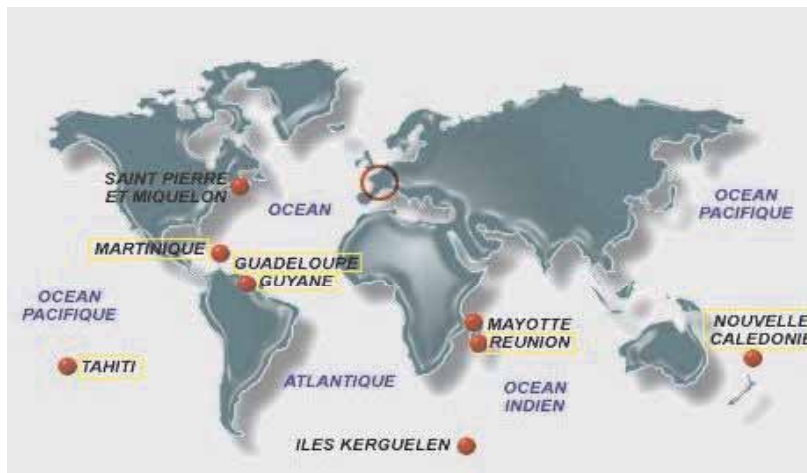 SAINT PIERRE
ET MIQUELON
OCEAN
OCEAN
PACIFIQUE
MARTINIQUE
GUADELOUPE
GUYANE
OCEAN
PACIFIQUE
MAYOTTE
REUNION
NOUVELLE
CALEDONIE
TAHITI
ATLANTIQUE
OCEAN
INDIEN
ILES KERGUELEN